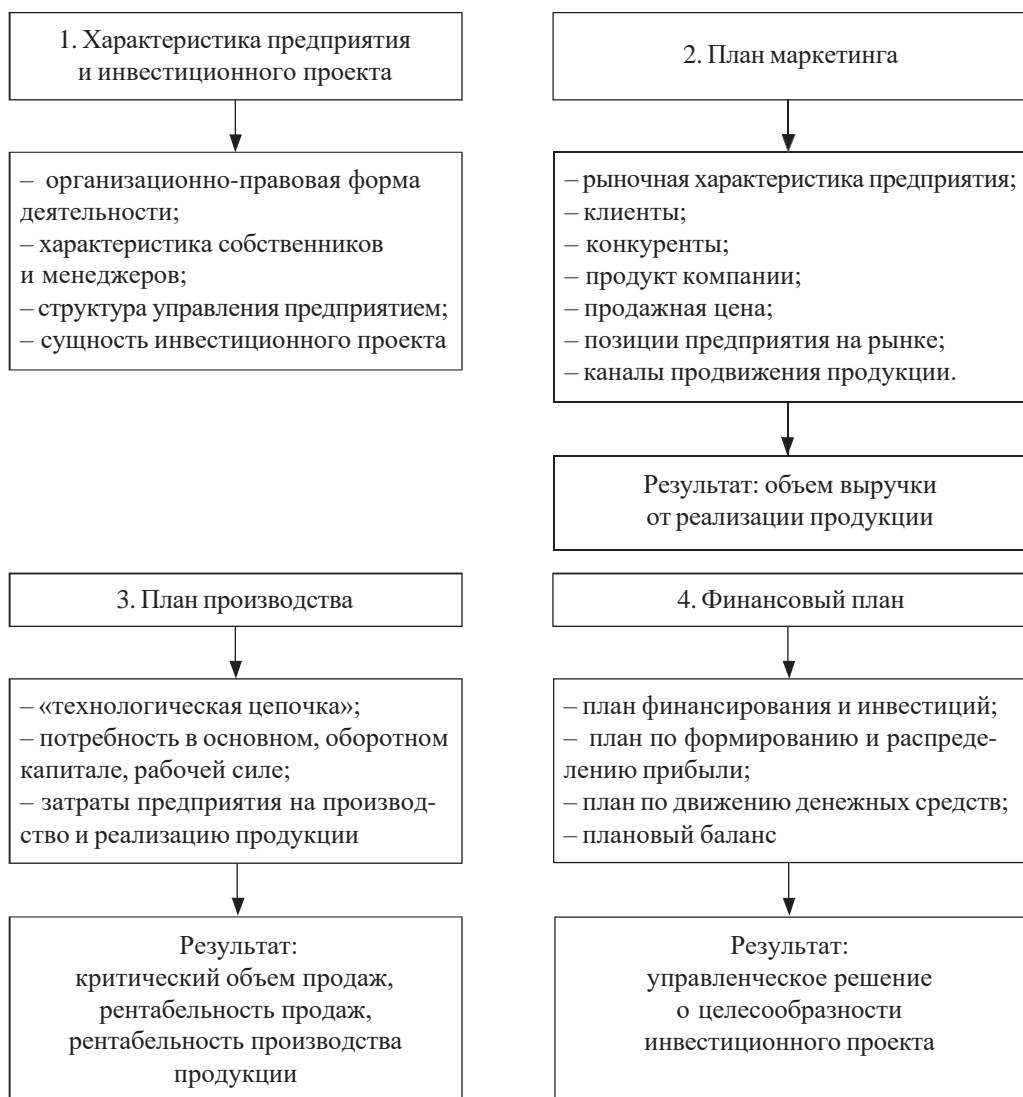 1. Характеристика предприятия
и инвестиционного проекта
– организационно-правовая форма
деятельности;
– характеристика собственников
и менеджеров;
– структура управления предприятием;
– сущность инвестиционного проекта
2. План маркетинга
– рыночная характеристика предприятия;
– клиенты;
– конкуренты;
– продукт компании;
– продажная цена;
– позиции предприятия на рынке;
– каналы продвижения продукции.
Результат: объем выручки
от реализации продукции
3. План производства
– «технологическая цепочка»;
– потребность в основном, оборотном
капитале, рабочей силе;
– затраты предприятия на производ-
ство и реализацию продукции
Результат:
критический объем продаж,
рентабельность продаж,
рентабельность производства
продукции
4. Финансовый план
– план финансирования и инвестиций;
– план по формированию и распреде-
лению прибыли;
– план по движению денежных средств;
– плановый баланс
Результат:
управленческое решение
о целесообразности
инвестиционного проекта